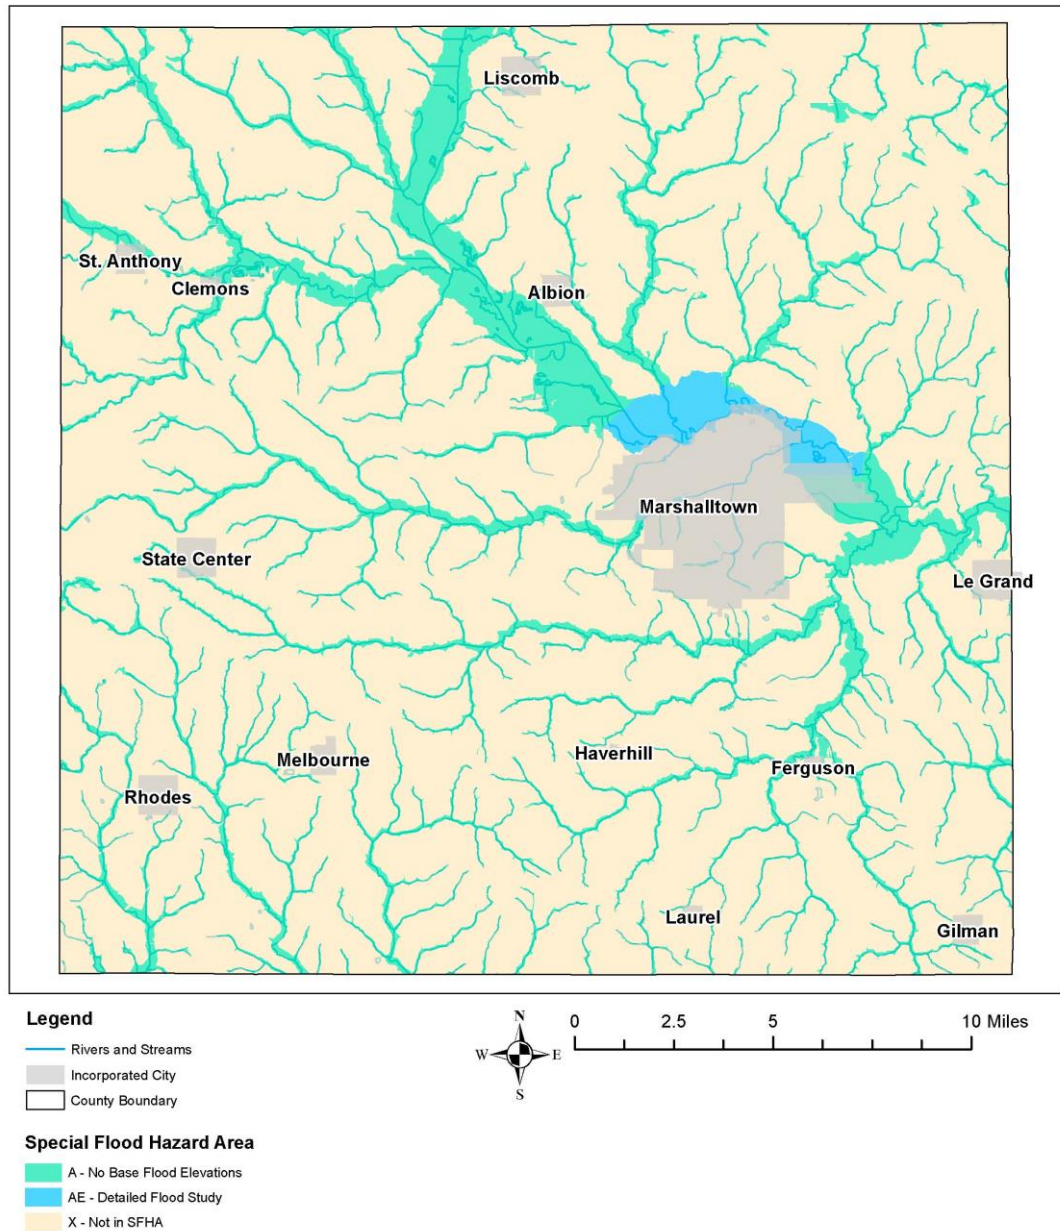 Liscomb
St. Anthony
Clemons
Albion
Marshalltown
State Center
Le Grand
Haverhill
Melbourne
Ferguson
Rhodes
Laurel
Gilman
Legend
Rivers and Streams
Incorporated City
County Boundary
N
W E
S
0 2.5 5 10 Miles
Special Flood Hazard Area
A - No Base Flood Elevations
AE - Detailed Flood Study
X - Not in SFHA